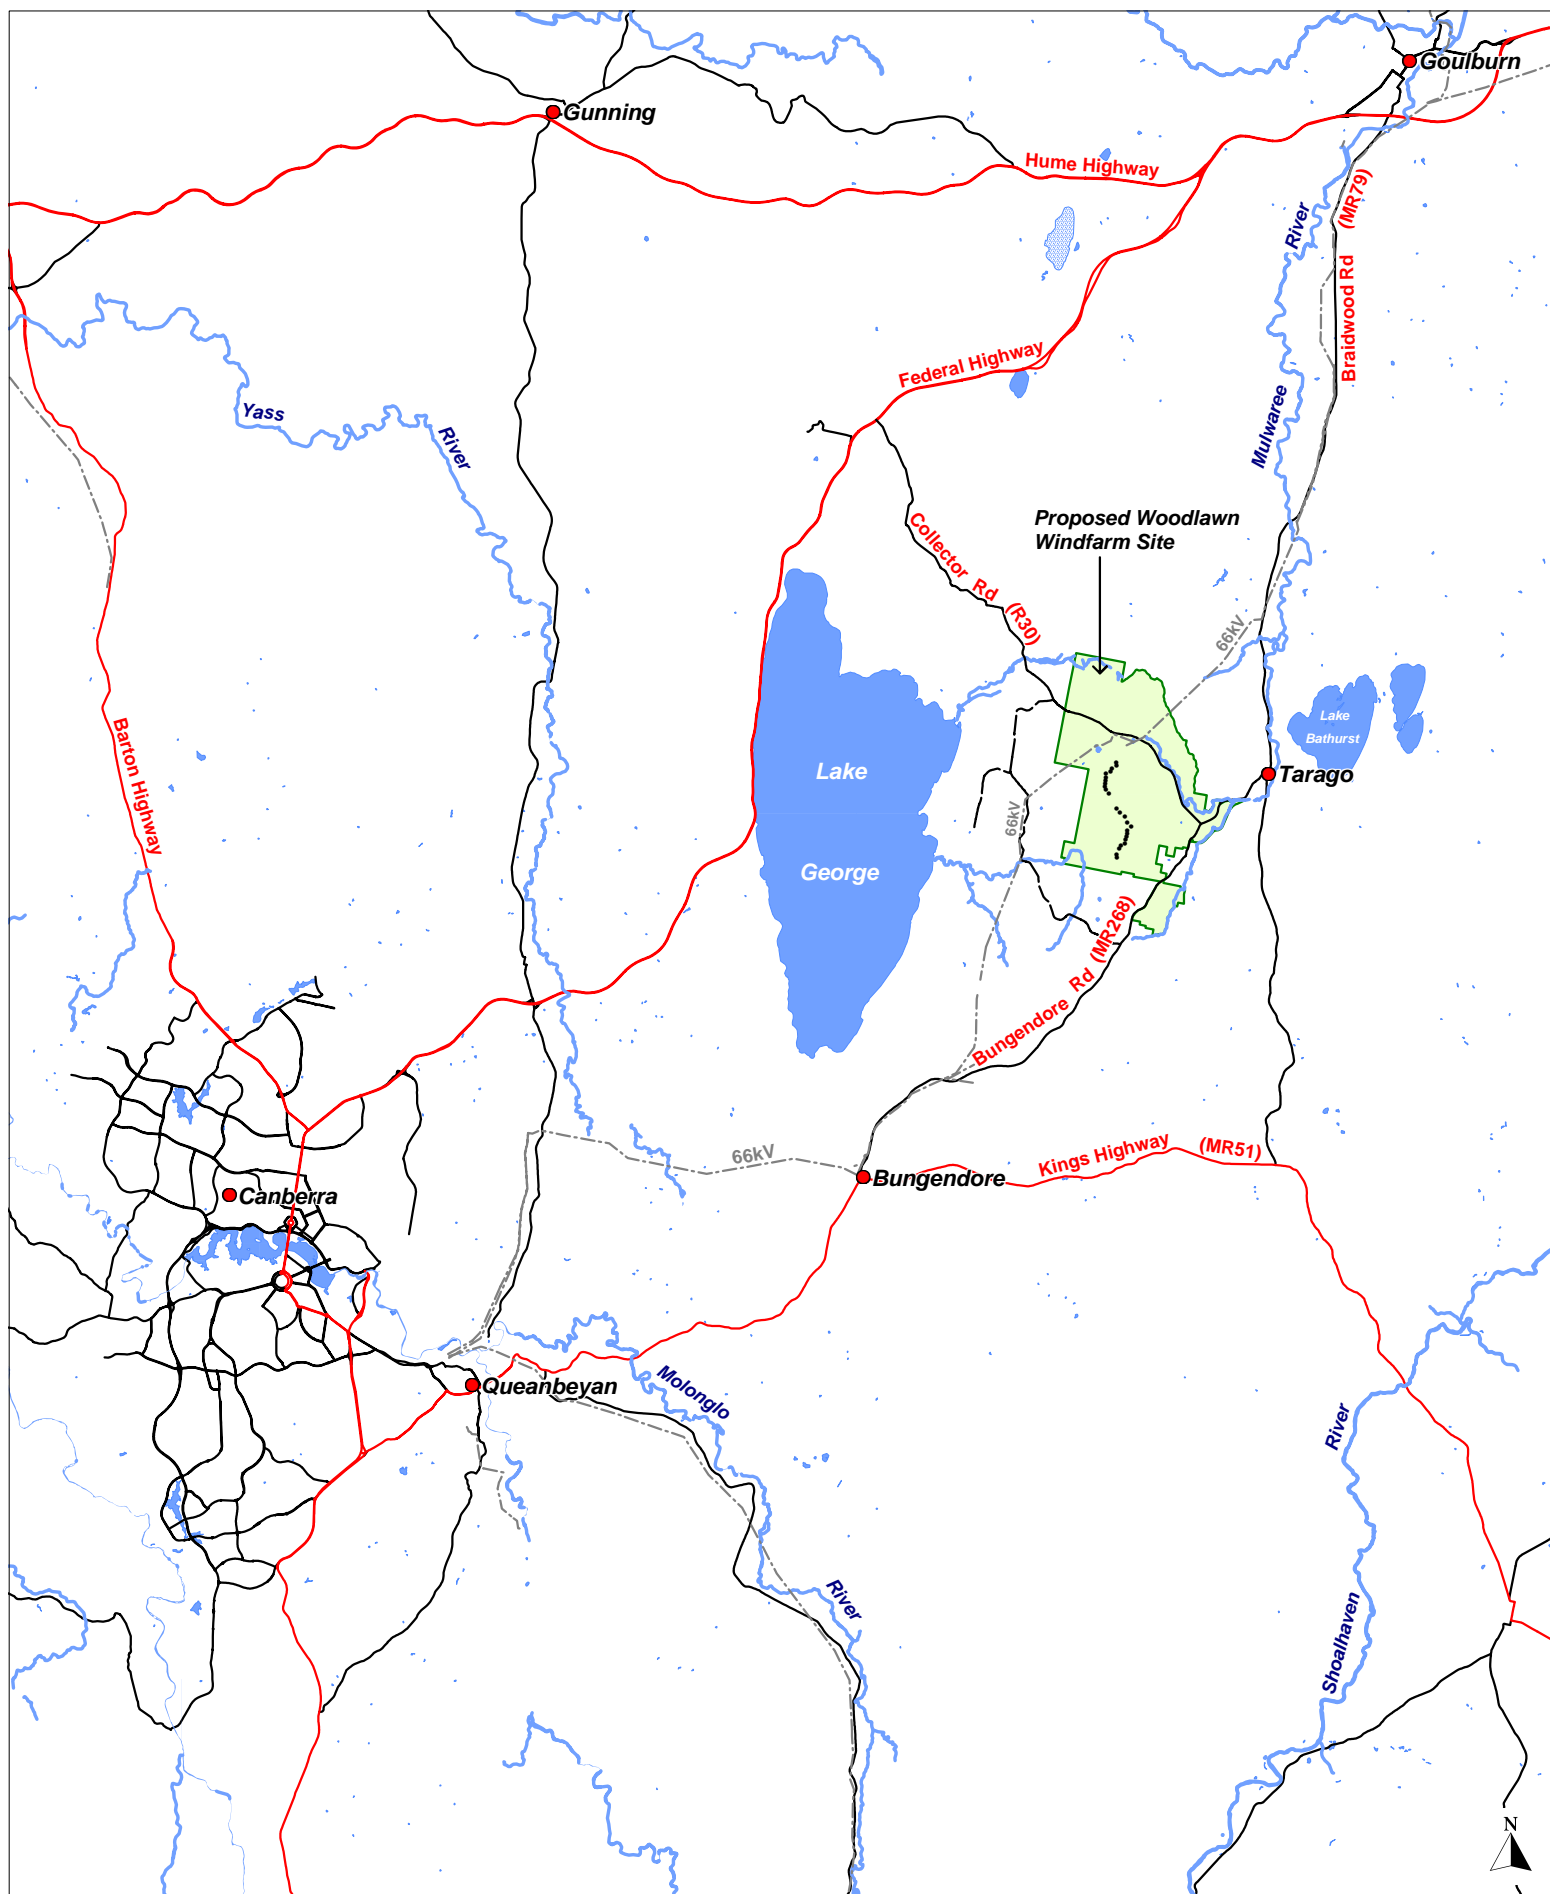 Goulburn
Gunning
Hume Highway
Braidwood Rd (MR79)
River
Mulwaree
Federal Highway
Yass
River
Proposed Woodlawn
Windfarm Site
Collector Rd (R30)
66kV
Lake
Bathurst
Barton Highway
Lake
George
Tarago
66kV
Bungendore Rd (MR268)
66kV
Kings Highway (MR51)
Bungendore
Canberra
Queanbeyan
Molonglo
River
River
Shoalhaven
N